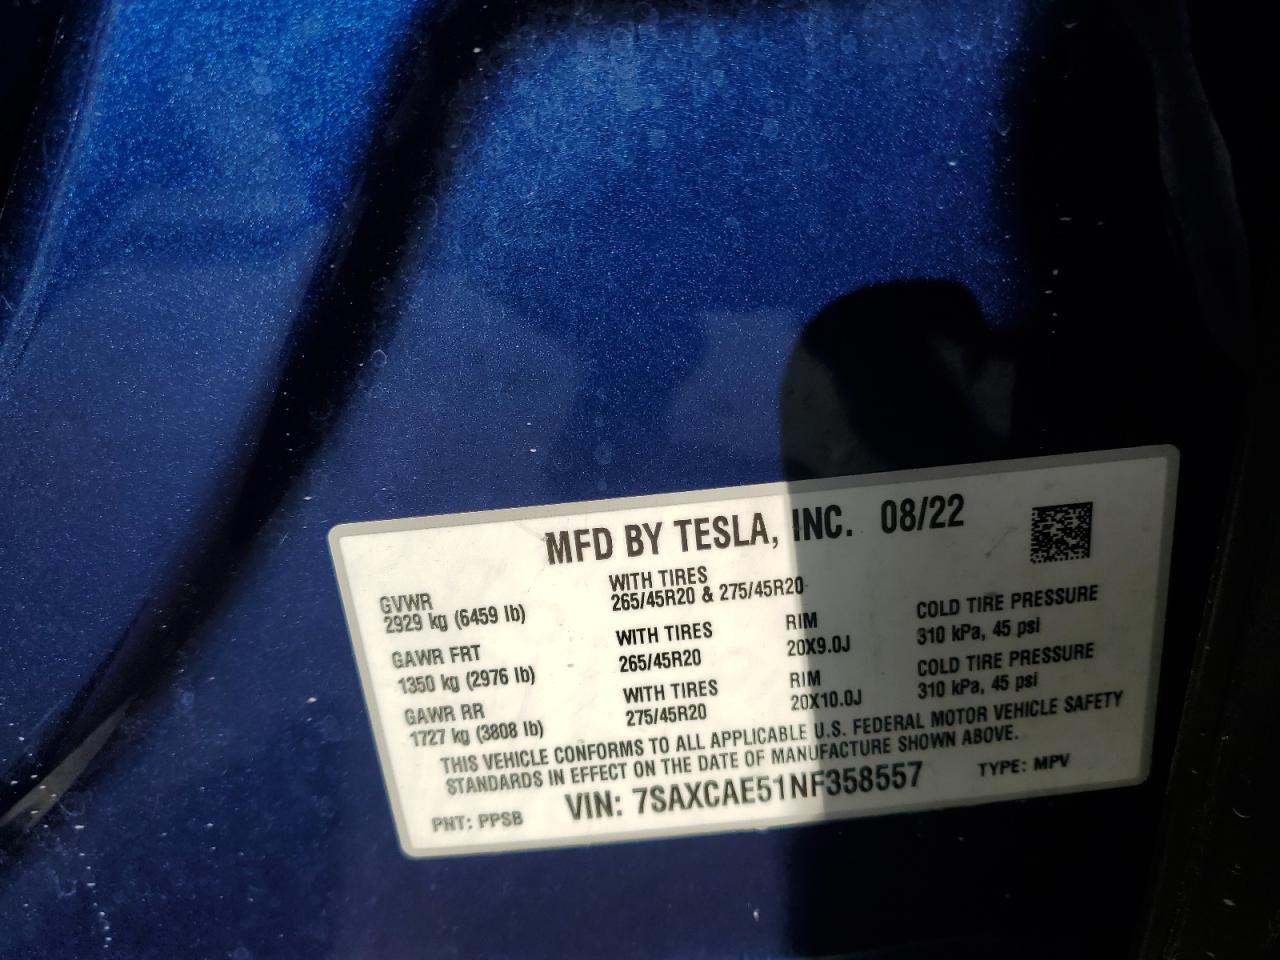 MFD BY TESLA, INC. 08/22
GVWR
2929 kg (6459 lb)
WITH TIRES
265/45R20 & 275/45R20
GAWR FRT
1350 kg (2976 lb)
WITH TIRES
265/45R20
RIM
20X9.0J
COLD TIRE PRESSURE
310 kPa, 45 psi
GAWR RR
1727 kg (3808 lb)
WITH TIRES
275/45R20
RIM
20X10.0J
COLD TIRE PRESSURE
310 kPa, 45 psi
THIS VEHICLE CONFORMS TO ALL APPLICABLE U.S. FEDERAL MOTOR VEHICLE SAFETY
STANDARDS IN EFFECT ON THE DATE OF MANUFACTURE SHOWN ABOVE.
PNT: PPSB
VIN: 7SAXCAE51NF358557
TYPE: MPV